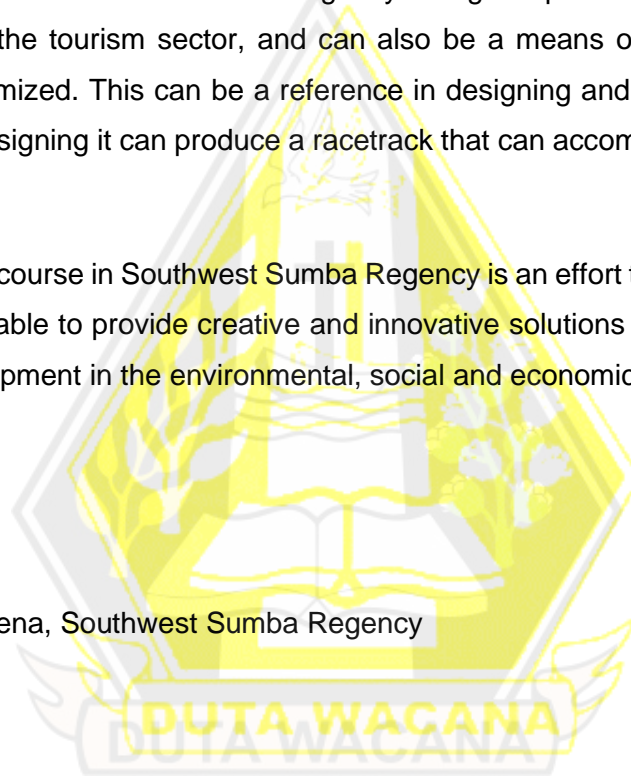 the tourism sector, and can also be a means o
mized. This can be a reference in designing and
signing it can produce a racetrack that can accom
course in Southwest Sumba Regency is an effort t
able to provide creative and innovative solutions
pment in the environmental, social and economic
ena, Southwest Sumba Regency
DUTA WACANA
DUTA WACANA